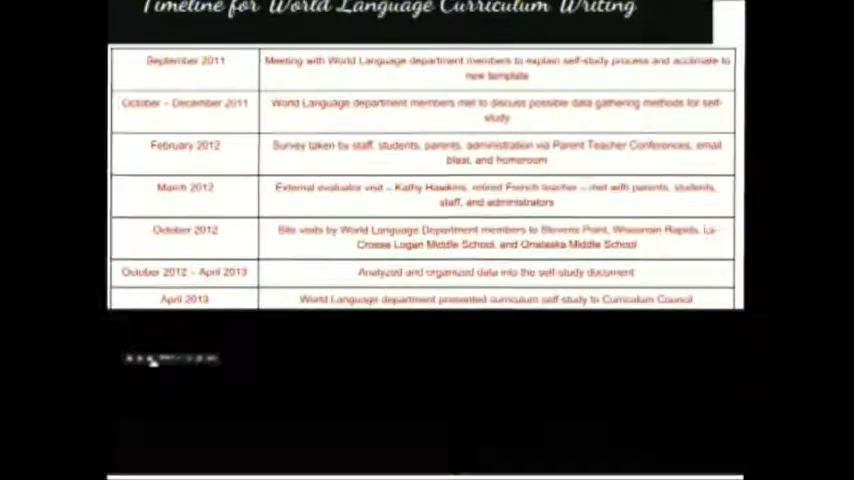 Timeline for World Language Curriculum Writing
September 2011
Meeting with World Language department members to explain self-study process and acclimate to
new template
October – December 2011
World Language department members met to discuss possible data gathering methods for self-
study
February 2012
Survey taken by staff, students, parents, administration via Parent Teacher Conferences, email
blast, and homeroom
March 2012
External evaluator visit – Kathy Hawkins, retired French teacher – met with parents, students,
staff, and administrators
October 2012
Site visits by World Language Department members to Stevens Point, Wisconsin Rapids, La-
Crosse Logan Middle School, and Onalaska Middle School
October 2012 – April 2013
Analyzed and organized data into the self-study document
April 2013
World Language department presented curriculum self study to Curriculum Council